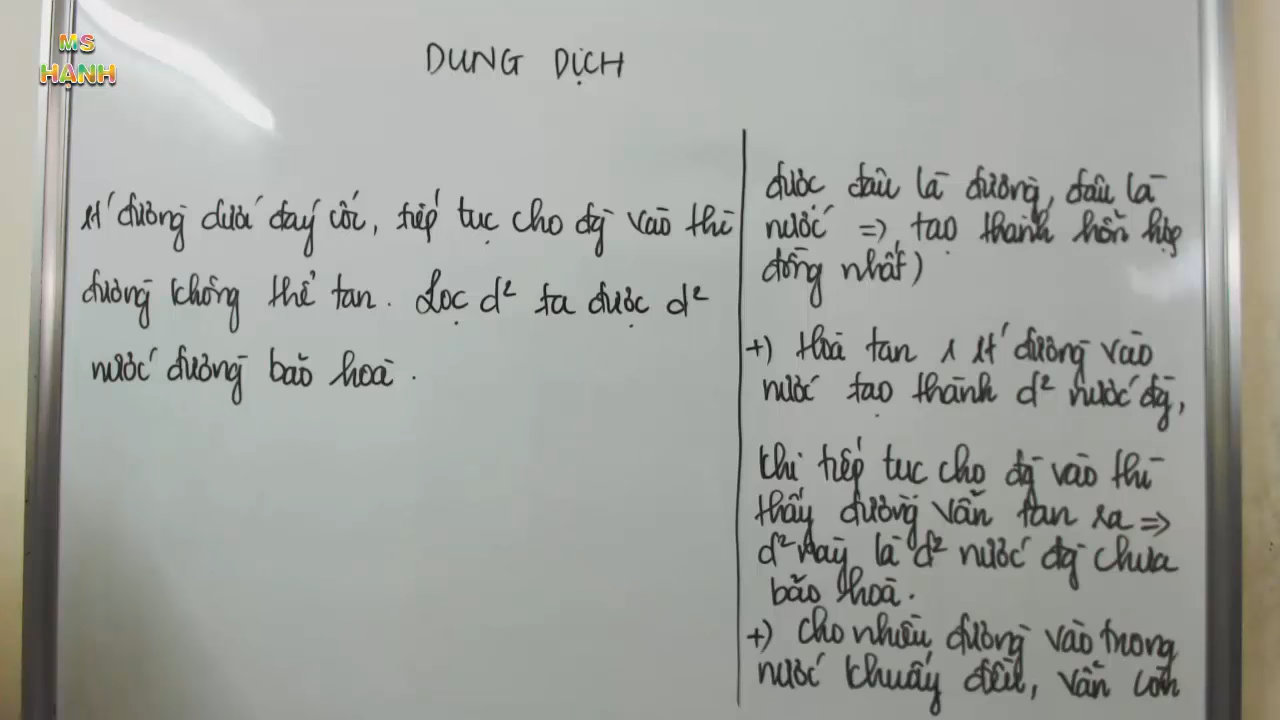 MS
HẠNH
DUNG DỊCH
ít đường dưới đáy cốc, tiếp tục cho đg vào thì
đường không thể tan. Lọc d² ta được d²
nước đường bão hoà.
được đâu là đường, đâu là
nước => tạo thành hỗn hợp
đồng nhất)
+) Hoà tan 1 ít đường vào
nước tạo thành d² nước đg,
khi tiếp tục cho đg vào thì
thấy đường vẫn tan ra =>
d² này là d² nước đg chưa
bão hoà.
+) cho nhiều đường vào trong
nước khuấy đều, vẫn còn